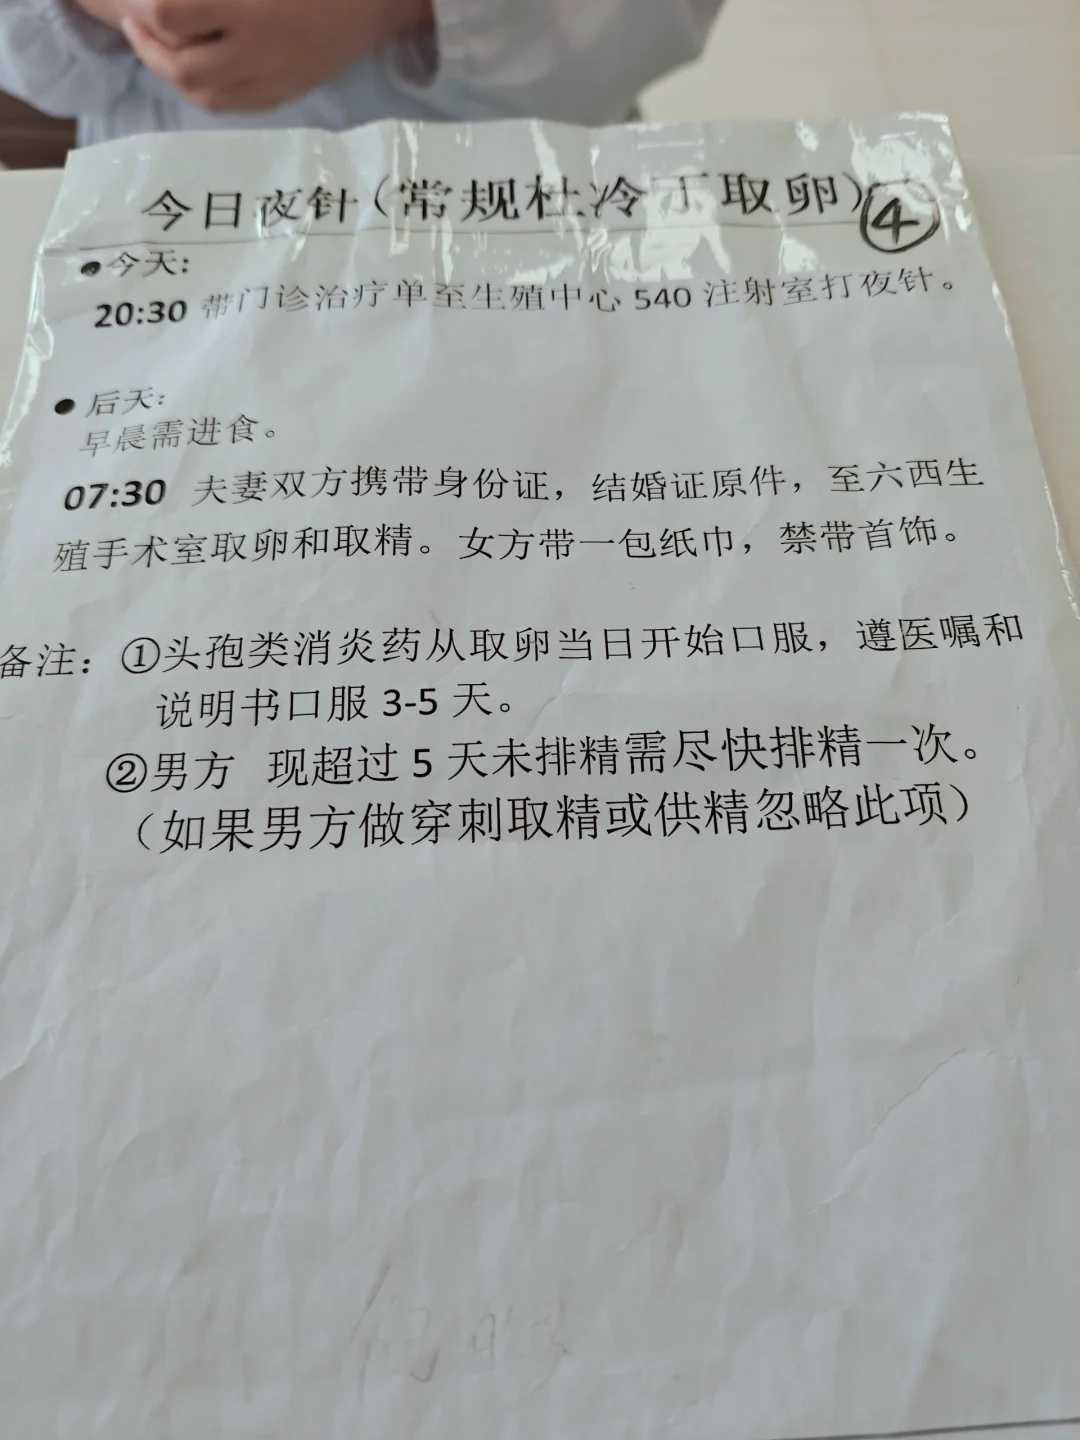 今日夜针（常规杜冷丁取卵）④
●今天：
20:30 带门诊治疗单至生殖中心 540 注射室打夜针。
●后天：
早晨需进食。
07:30 夫妻双方携带身份证，结婚证原件，至六西生
殖手术室取卵和取精。女方带一包纸巾，禁带首饰。
备注：①头孢类消炎药从取卵当日开始口服，遵医嘱和
说明书口服 3-5 天。
②男方 现超过 5 天未排精需尽快排精一次。
（如果男方做穿刺取精或供精忽略此项）